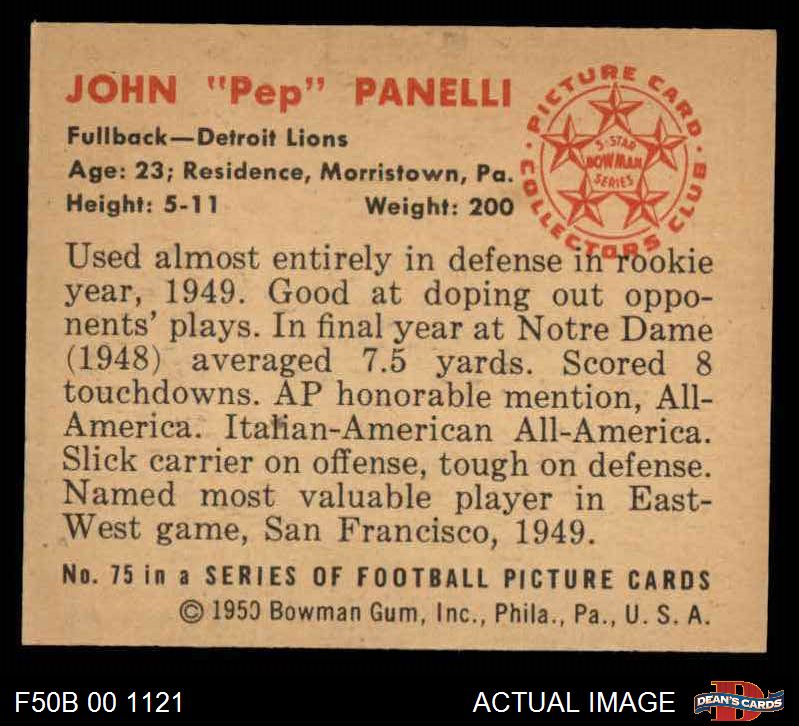 JOHN "Pep" PANELLI
Fullback—Detroit Lions
Age: 23; Residence, Morristown, Pa.
Height: 5-11 Weight: 200
PICTURE CARD
COLLECTORS CLUB
5-STAR
BOWMAN
SERIES
Used almost entirely in defense in rookie
year, 1949. Good at doping out oppo-
nents' plays. In final year at Notre Dame
(1948) averaged 7.5 yards. Scored 8
touchdowns. AP honorable mention, All-
America. Italian-American All-America.
Slick carrier on offense, tough on defense.
Named most valuable player in East-
West game, San Francisco, 1949.
No. 75 in a SERIES OF FOOTBALL PICTURE CARDS
© 1950 Bowman Gum, Inc., Phila., Pa., U. S. A.
F50B 00 1121 ACTUAL IMAGE DEAN'S CARDS